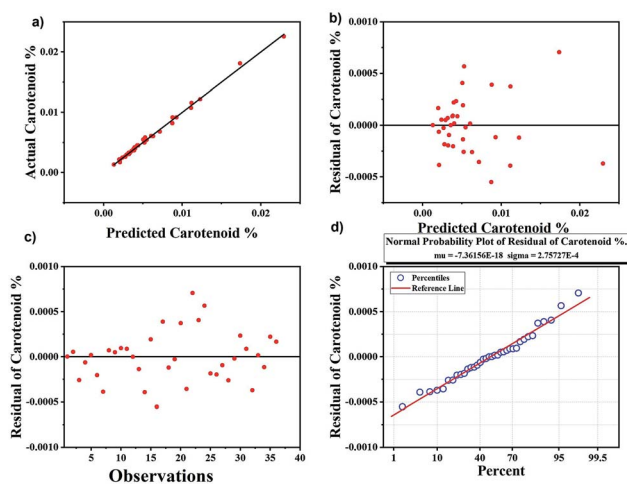 a)
Actual Carotenoid %
0.02
0.01
0.00
0.00
0.01
0.02
Predicted Carotenoid %
b)
Residual of Carotenoid %
0.0010
0.0005
0.0000
-0.0005
0.00
0.01
0.02
Predicted Carotenoid %
c)
Residual of Carotenoid %
0.0010
0.0005
0.0000
-0.0005
-0.0010
5
10
15
20
25
30
35
40
Observations
d)
Normal Probability Plot of Residual of Carotenoid %.
mu = -7.36156E-18 sigma = 2.75727E-4
Percentiles
Reference Line
Residual of Carotenoid %
0.0010
0.0005
0.0000
-0.0005
-0.0010
1
10
40
70
95
99.5
Percent